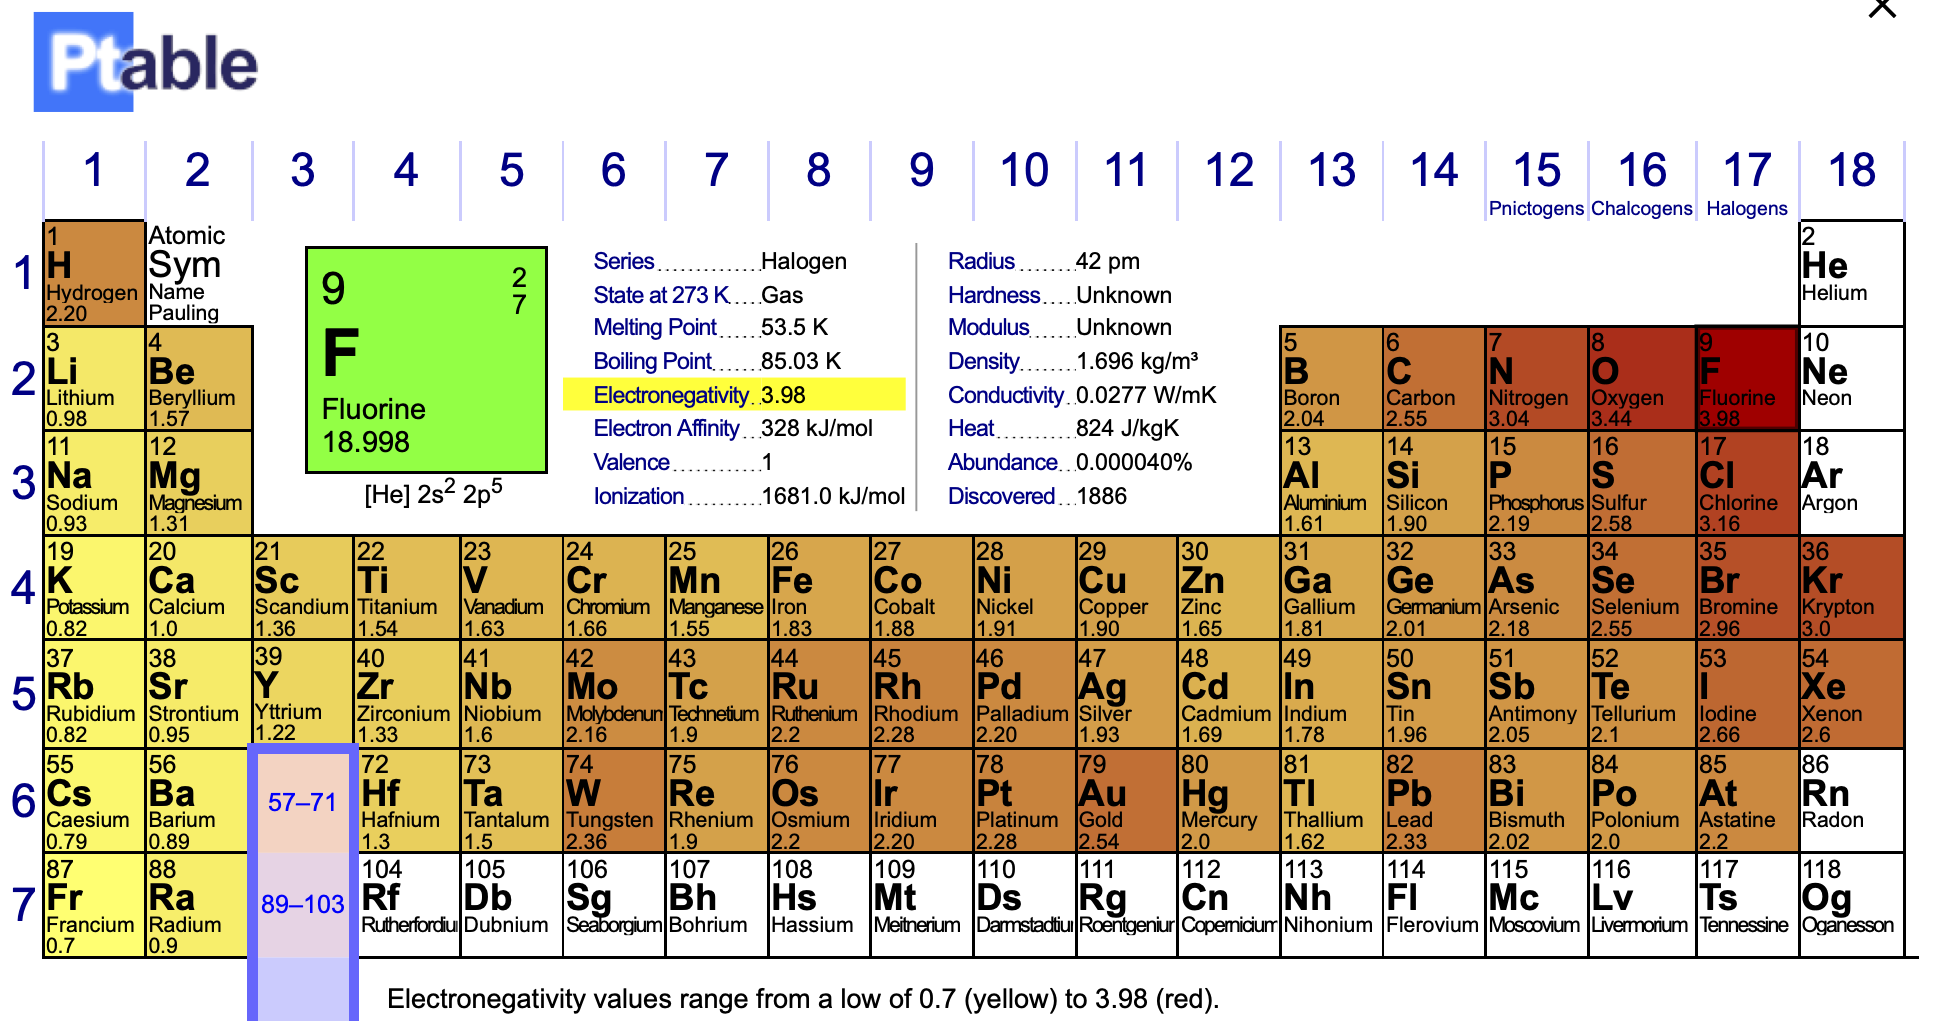 Ptable
1 2 3 4 5 6 7 8 9 10 11 12 13 14 15 16 17 18
Pnictogens Chalcogens Halogens
1
1
H
Hydrogen
2.20
Atomic
Sym
Name
Pauling
2
He
Helium
9
2
7
F
Fluorine
18.998
[He] 2s² 2p⁵
Series Halogen
State at 273 K Gas
Melting Point 53.5 K
Boiling Point 85.03 K
Electronegativity 3.98
Electron Affinity 328 kJ/mol
Valence 1
Ionization 1681.0 kJ/mol
Radius 42 pm
Hardness Unknown
Modulus Unknown
Density 1.696 kg/m³
Conductivity 0.0277 W/mK
Heat 824 J/kgK
Abundance 0.000040%
Discovered 1886
2
3 4 5 6 7 8 9 10
Li Be B C N O F Ne
Lithium Beryllium Boron Carbon Nitrogen Oxygen Fluorine Neon
0.98 1.57 2.04 2.55 3.04 3.44 3.98
3
11 12 13 14 15 16 17 18
Na Mg Al Si P S Cl Ar
Sodium Magnesium Aluminium Silicon Phosphorus Sulfur Chlorine Argon
0.93 1.31 1.61 1.90 2.19 2.58 3.16
4
19 20 21 22 23 24 25 26 27 28 29 30 31 32 33 34 35 36
K Ca Sc Ti V Cr Mn Fe Co Ni Cu Zn Ga Ge As Se Br Kr
Potassium Calcium Scandium Titanium Vanadium Chromium Manganese Iron Cobalt Nickel Copper Zinc Gallium Germanium Arsenic Selenium Bromine Krypton
0.82 1.0 1.36 1.54 1.63 1.66 1.55 1.83 1.88 1.91 1.90 1.65 1.81 2.01 2.18 2.55 2.96 3.0
5
37 38 39 40 41 42 43 44 45 46 47 48 49 50 51 52 53 54
Rb Sr Y Zr Nb Mo Tc Ru Rh Pd Ag Cd In Sn Sb Te I Xe
Rubidium Strontium Yttrium Zirconium Niobium Molybdenum Technetium Ruthenium Rhodium Palladium Silver Cadmium Indium Tin Antimony Tellurium Iodine Xenon
0.82 0.95 1.22 1.33 1.6 2.16 1.9 2.2 2.28 2.20 1.93 1.69 1.78 1.96 2.05 2.1 2.66 2.6
6
55 56 57–71 72 73 74 75 76 77 78 79 80 81 82 83 84 85 86
Cs Ba Hf Ta W Re Os Ir Pt Au Hg Tl Pb Bi Po At Rn
Caesium Barium Hafnium Tantalum Tungsten Rhenium Osmium Iridium Platinum Gold Mercury Thallium Lead Bismuth Polonium Astatine Radon
0.79 0.89 1.3 1.5 2.36 1.9 2.2 2.20 2.28 2.54 2.0 1.62 2.33 2.02 2.0 2.2
7
87 88 89–103 104 105 106 107 108 109 110 111 112 113 114 115 116 117 118
Fr Ra Rf Db Sg Bh Hs Mt Ds Rg Cn Nh Fl Mc Lv Ts Og
Francium Radium Rutherfordiu Dubnium Seaborgium Bohrium Hassium Meitnerium Darmstadtiu Roentgeniur Copernicium Nihonium Flerovium Moscovium Livermorium Tennessine Oganesson
0.7 0.9
Electronegativity values range from a low of 0.7 (yellow) to 3.98 (red).